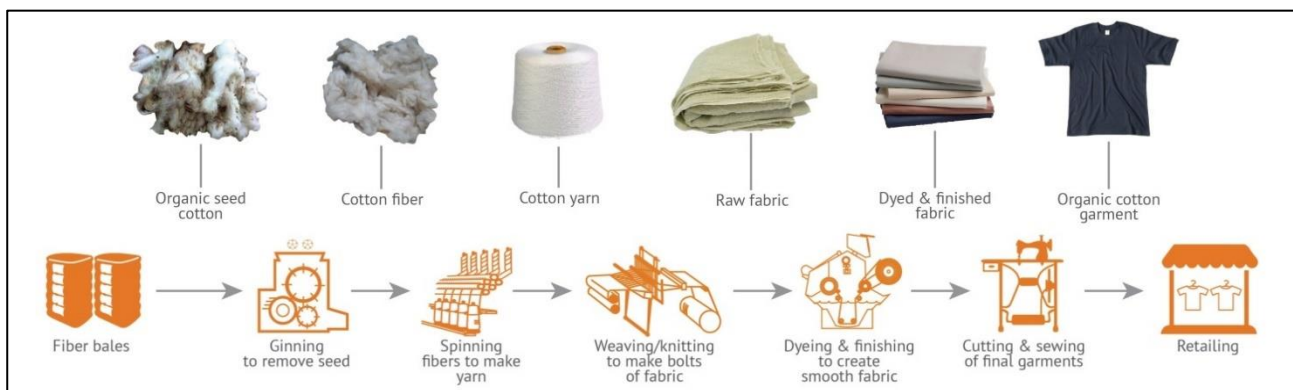 Organic seed
cotton
Cotton fiber
Cotton yarn
Raw fabric
Dyed & finished
fabric
Organic cotton
garment
Fiber bales
Ginning
to remove seed
Spinning
fibers to make
yarn
Weaving/knitting
to make bolts
of fabric
Dyeing & finishing
to create
smooth fabric
Cutting & sewing
of final garments
Retailing